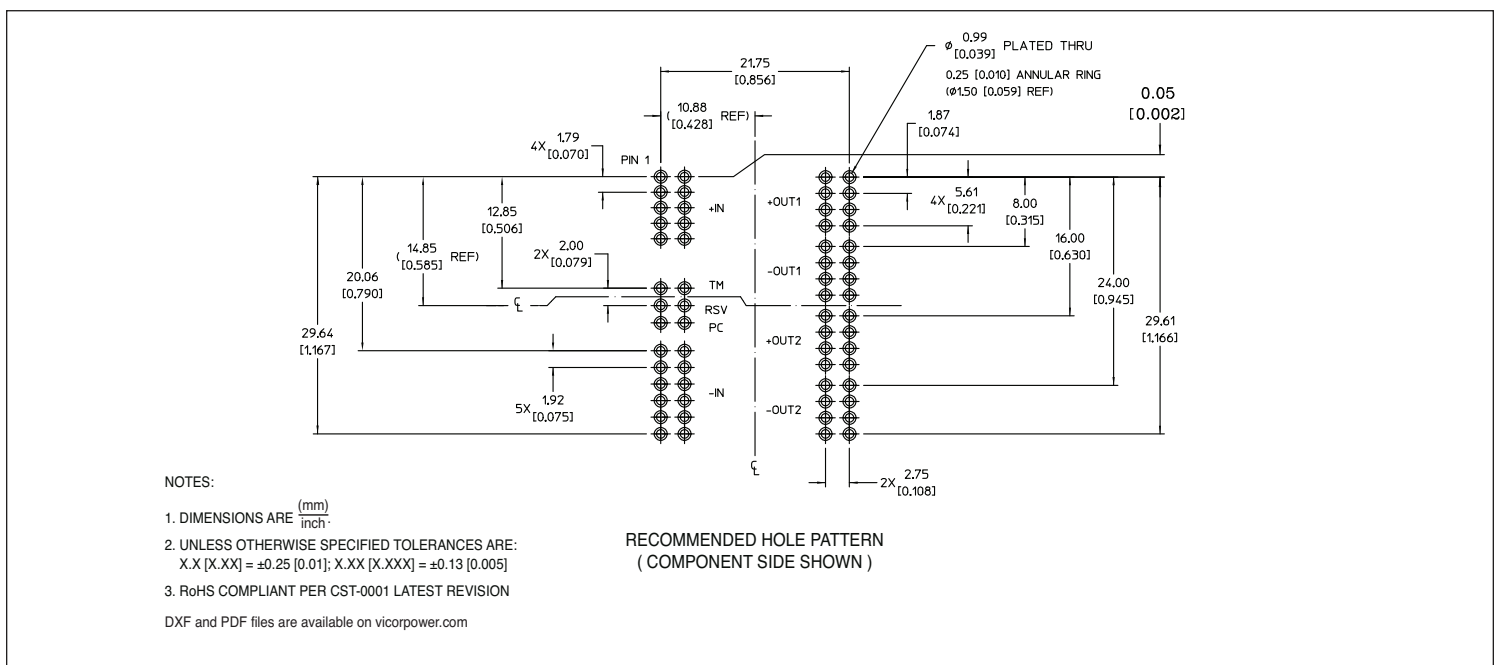 ø 0.99 [0.039] PLATED THRU
0.25 [0.010] ANNULAR RING
(ø1.50 [0.059] REF)
21.75
[0.856]
0.05
[0.002]
( 10.88 [0.428] REF)
1.87
[0.074]
4X 1.79 [0.070]
PIN 1
+IN
+OUT1
4X 5.61 [0.221]
8.00
[0.315]
12.85
[0.506]
( 14.85 [0.585] REF)
2X 2.00 [0.079]
16.00
[0.630]
20.06
[0.790]
-OUT1
24.00
[0.945]
TM
RSV
PC
29.64
[1.167]
+OUT2
29.61
[1.166]
5X 1.92 [0.075]
-IN
-OUT2
2X 2.75 [0.108]
NOTES:
1. DIMENSIONS ARE (mm) inch.
2. UNLESS OTHERWISE SPECIFIED TOLERANCES ARE:
X.X [X.XX] = ±0.25 [0.01]; X.XX [X.XXX] = ±0.13 [0.005]
3. RoHS COMPLIANT PER CST-0001 LATEST REVISION
DXF and PDF files are available on vicorpower.com
RECOMMENDED HOLE PATTERN
( COMPONENT SIDE SHOWN )